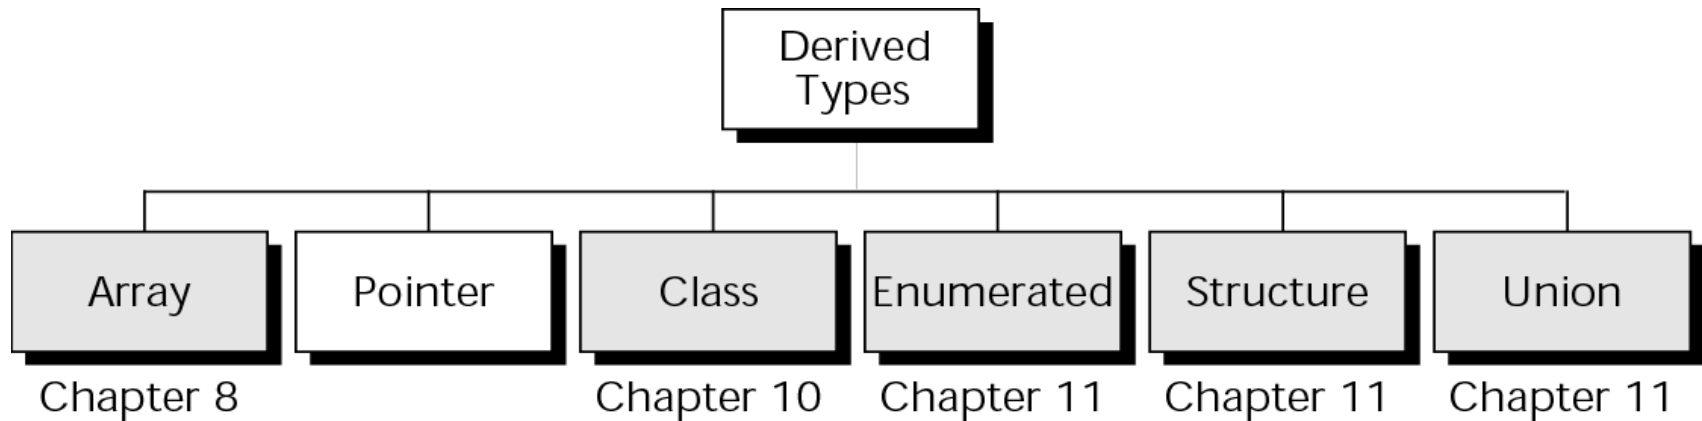 Derived
Types
Array
Pointer
Class
Enumerated
Structure
Union
Chapter 8
Chapter 10
Chapter 11
Chapter 11
Chapter 11